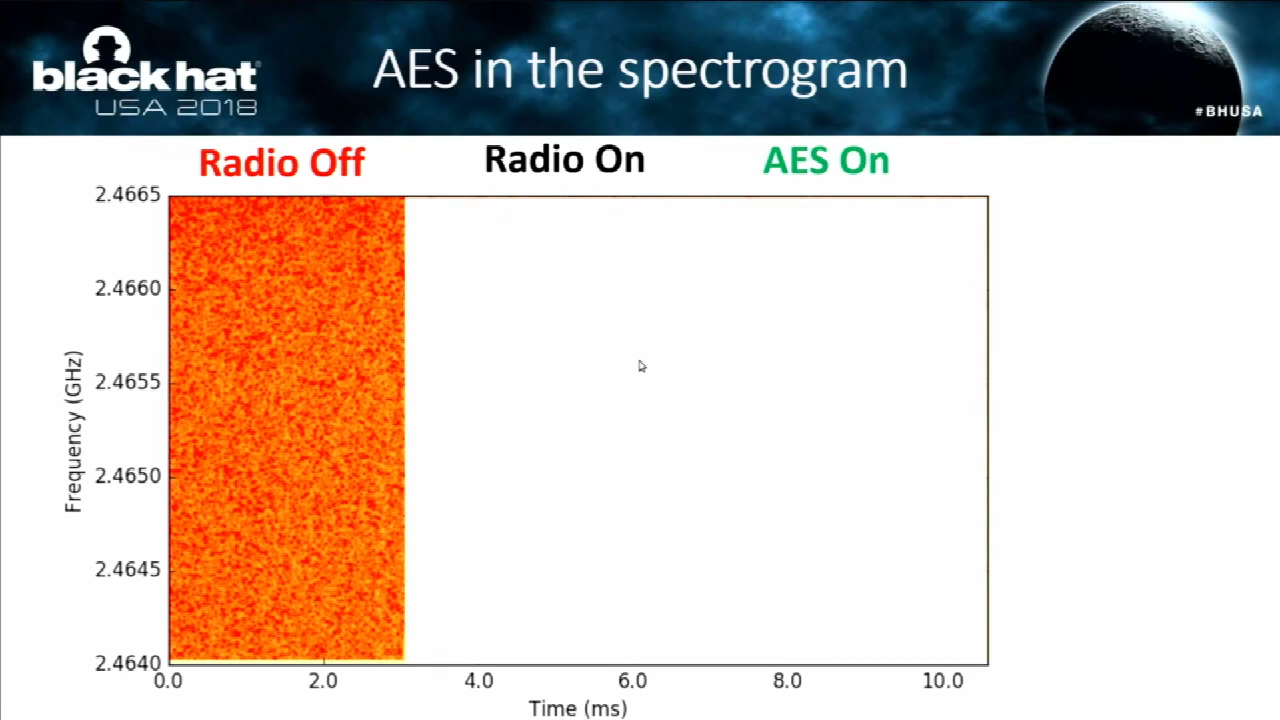 black hat
USA 2018
AES in the spectrogram
#BHUSA
Radio Off
Radio On
AES On
2.4665
2.4660
2.4655
2.4650
2.4645
2.4640
Frequency (GHz)
0.0 2.0 4.0 6.0 8.0 10.0
Time (ms)